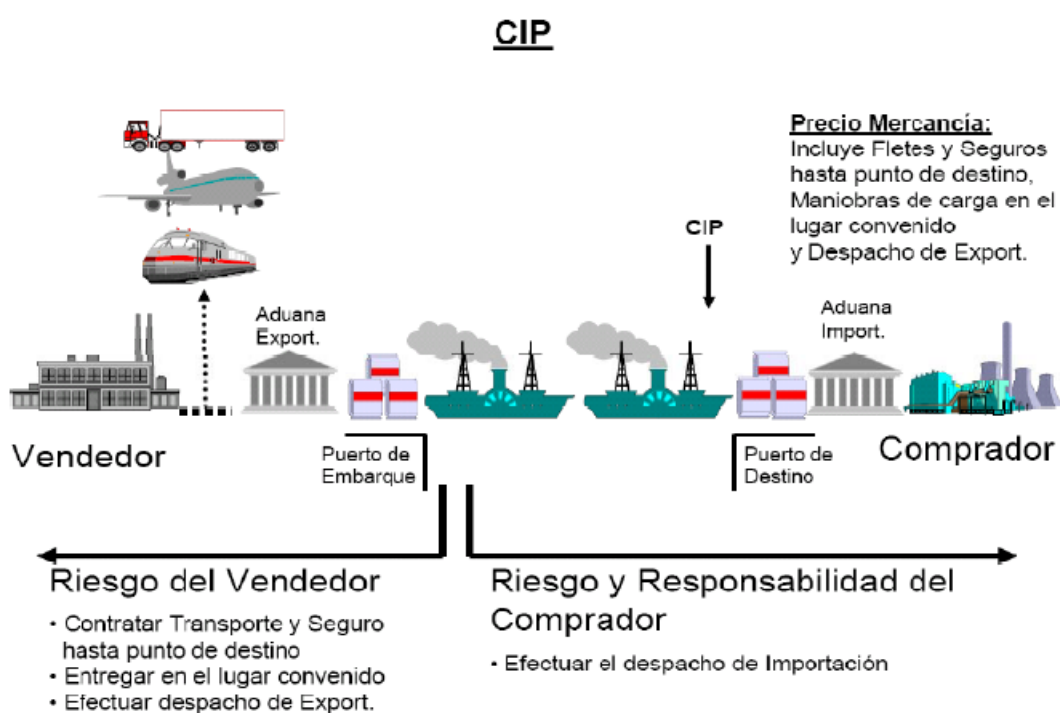 CIP
Precio Mercancía:
Incluye Fletes y Seguros
hasta punto de destino,
Maniobras de carga en el
lugar convenido
y Despacho de Export.
CIP
Aduana
Export.
Aduana
Import.
Vendedor
Puerto de
Embarque
Puerto de
Destino
Comprador
Riesgo del Vendedor
• Contratar Transporte y Seguro
hasta punto de destino
• Entregar en el lugar convenido
• Efectuar despacho de Export.
Riesgo y Responsabilidad del
Comprador
• Efectuar el despacho de Importación